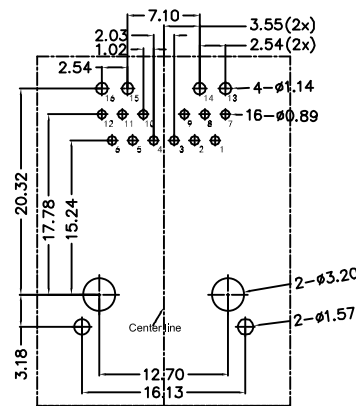 7.10
2.03
3.55(2x)
1.02
2.54(2x)
2.54
16 15 14 13
4-ø1.14
12 11 10 9 8 7
16-ø0.89
6 5 4 3 2 1
20.32
17.78
15.24
2-ø3.20
Center line
2-ø1.57
3.18
12.70
16.13